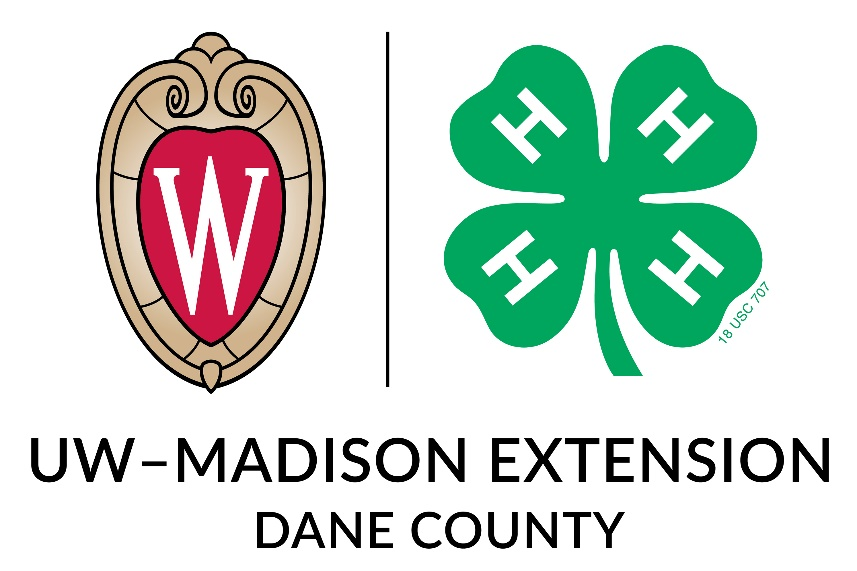 W
H H
H H
18 USC 707
UW–MADISON EXTENSION
DANE COUNTY